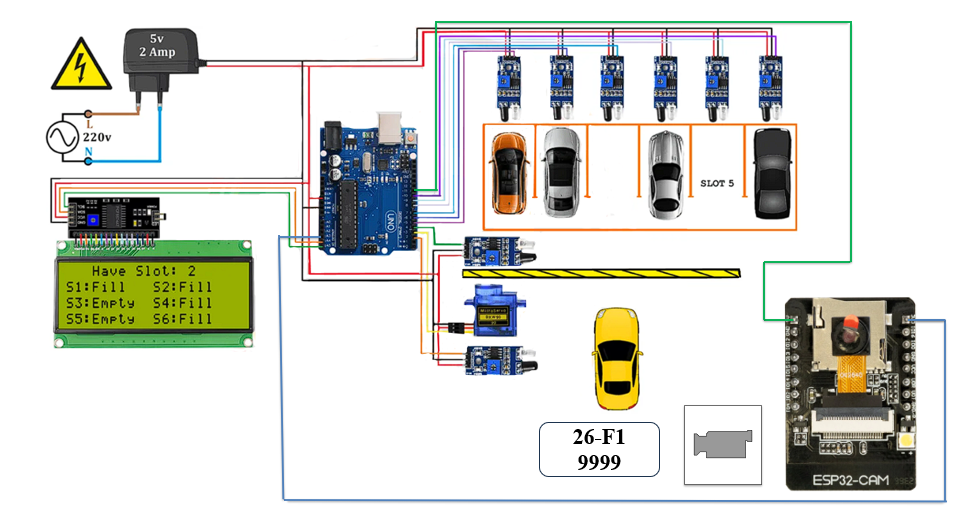 5v
2 Amp
L
220v
N
UNO
SLOT 5
Have Slot: 2
S1:Fill S2:Fill
S3:Empty S4:Fill
S5:Empty S6:Fill
26-F1
9999
ESP32-CAM